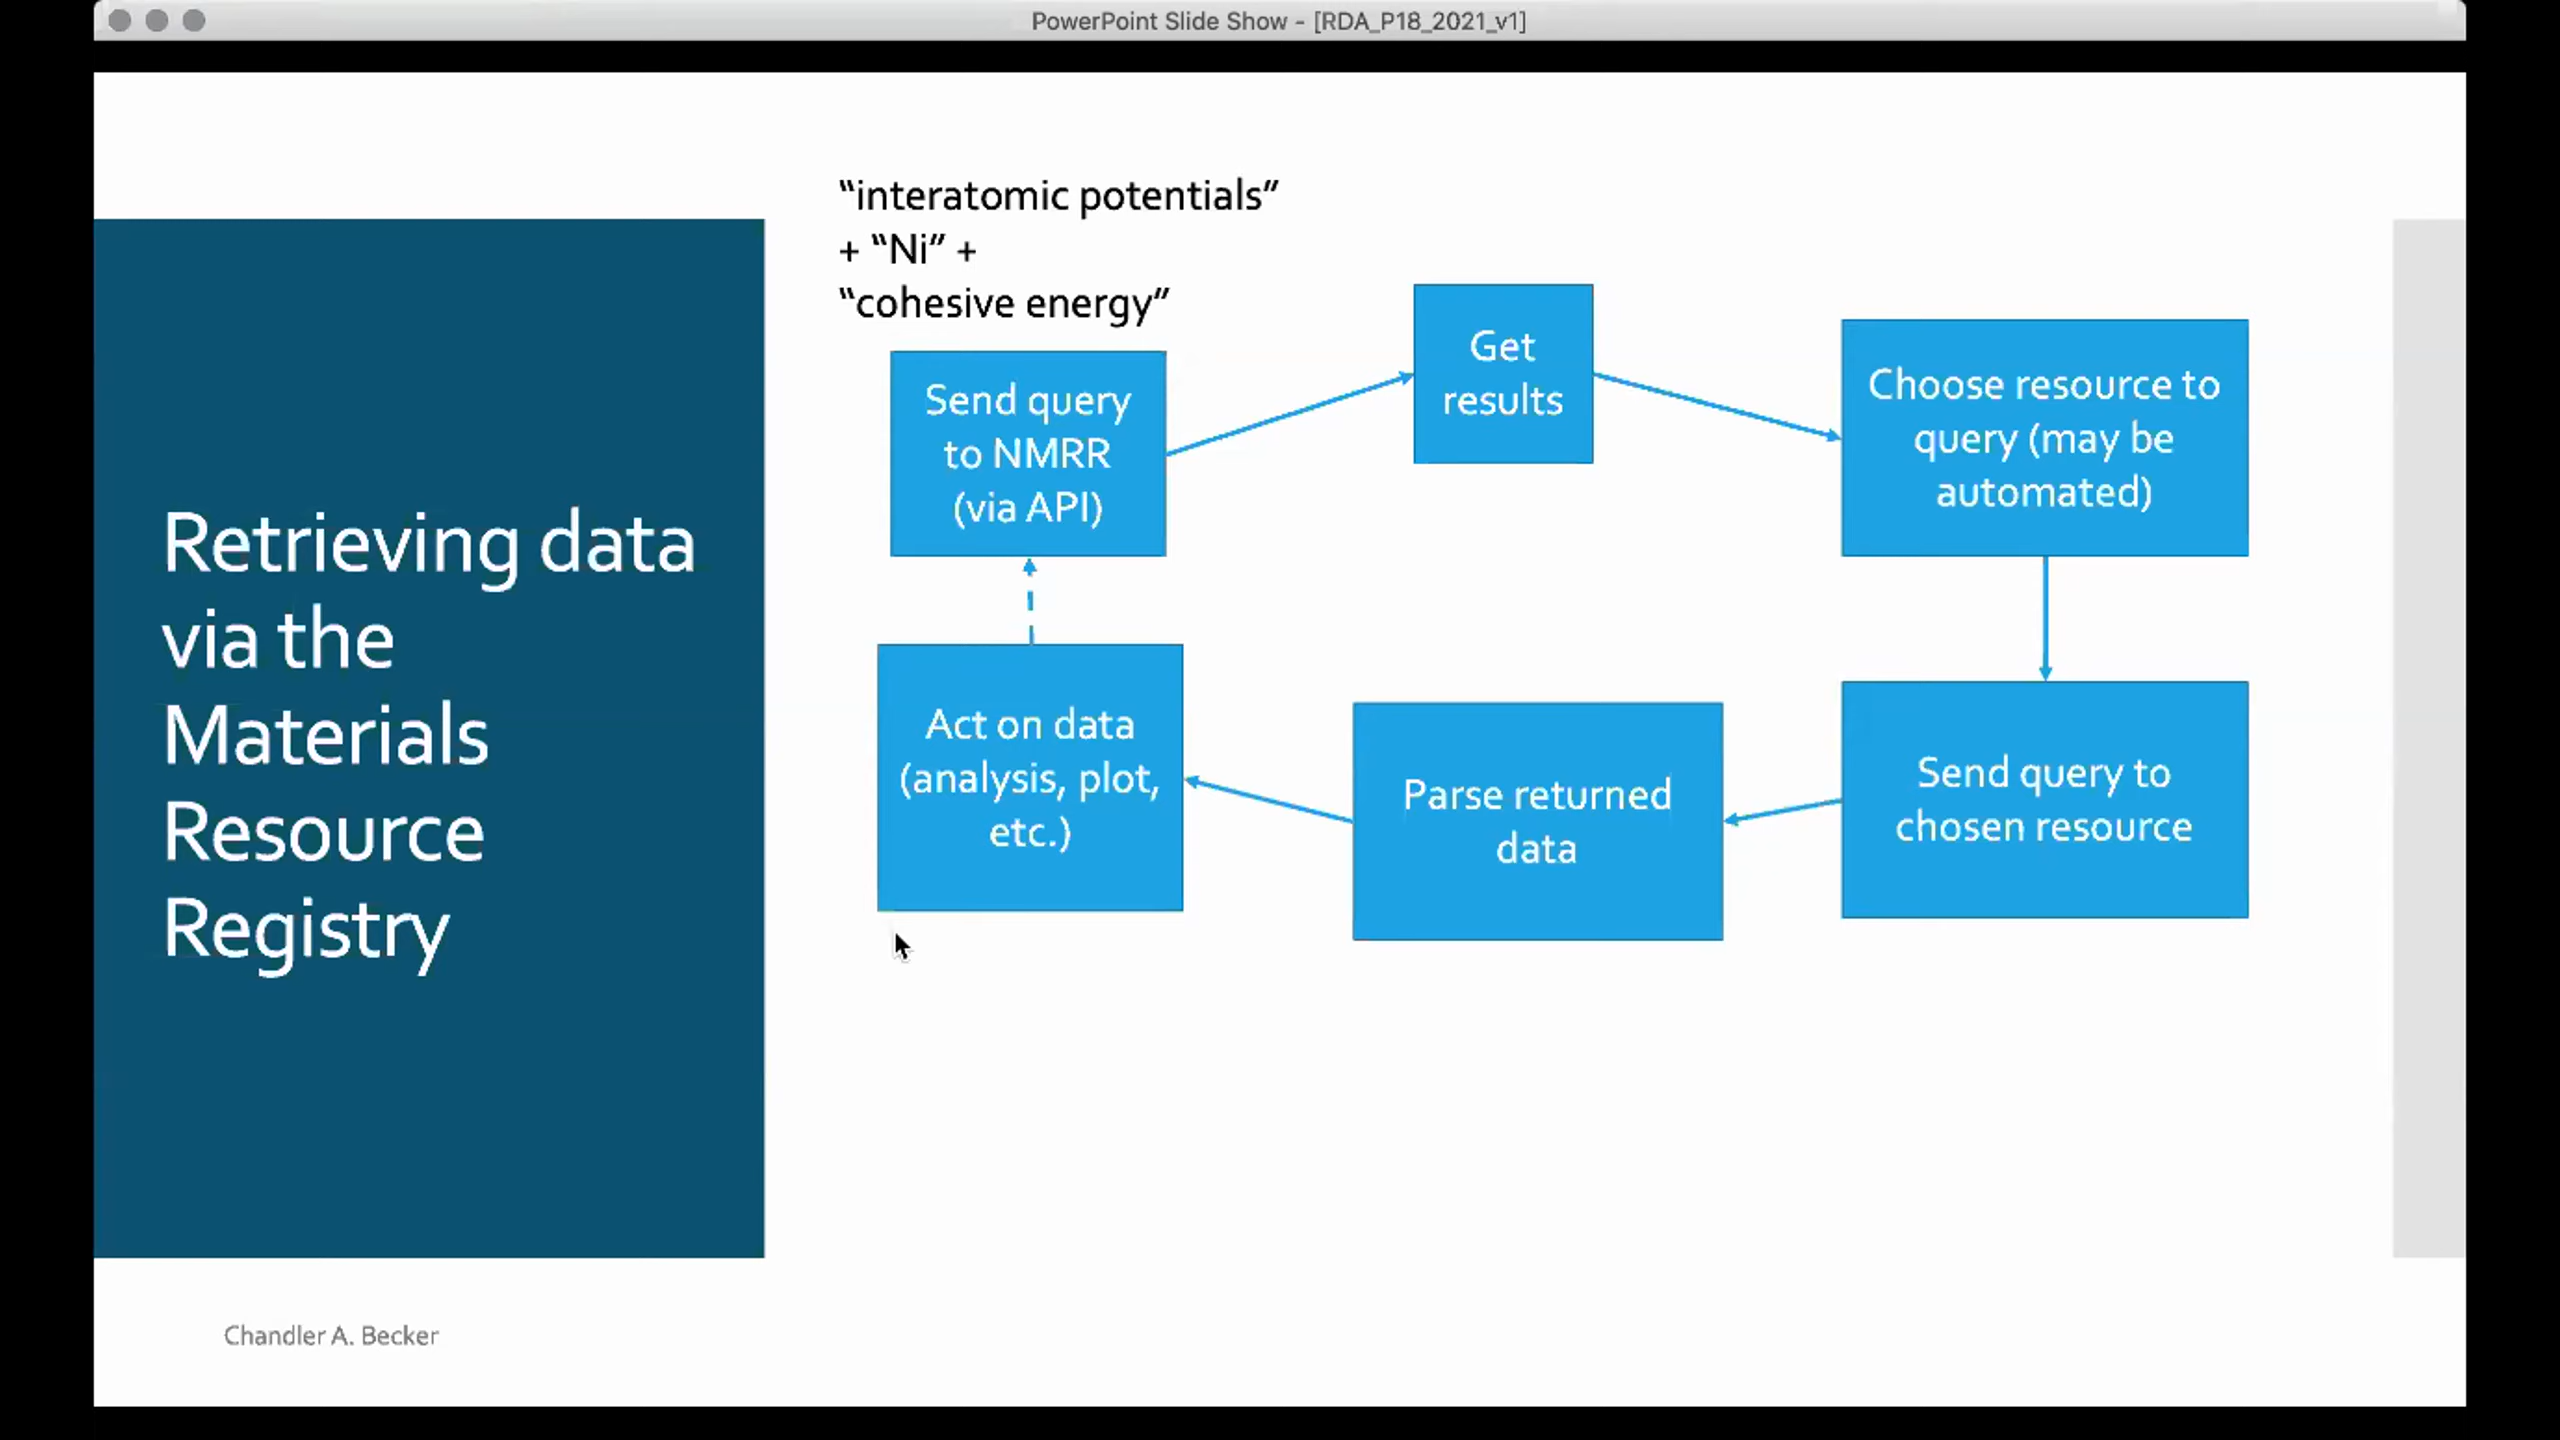 PowerPoint Slide Show - [RDA_P18_2021_v1]
Retrieving data
via the
Materials
Resource
Registry
“interatomic potentials”
+ “Ni” +
“cohesive energy”
Send query
to NMRR
(via API)
Get
results
Choose resource to
query (may be
automated)
Send query to
chosen resource
Parse returned
data
Act on data
(analysis, plot,
etc.)
Chandler A. Becker